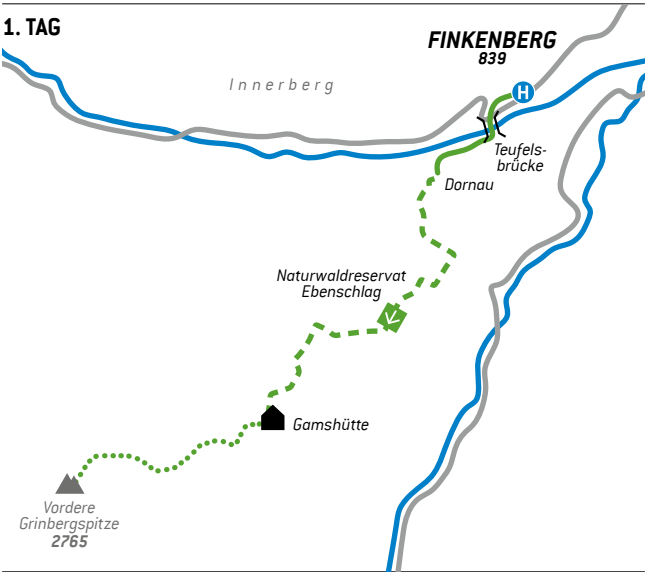 1. TAG
FINKENBERG
839
H
Innerberg
Teufels-
brücke
Dornau
Naturwaldreservat
Ebenschlag
Gamshütte
Vordere
Grinbergspitze
2765